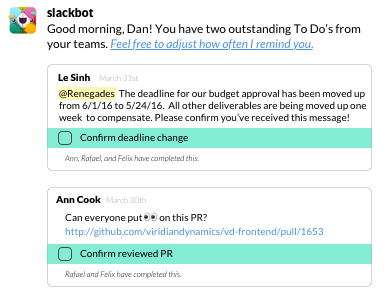 slackbot
Good morning, Dan! You have two outstanding To Do's from
your teams. Feel free to adjust how often I remind you.
Le Sinh March 31st
@Renegades The deadline for our budget approval has been moved up
from 6/1/16 to 5/24/16. All other deliverables are being moved up one
week to compensate. Please confirm you've received this message!
Confirm deadline change
Ann, Rafael, and Felix have completed this.
Ann Cook March 30th
Can everyone put 👀 on this PR?
http://github.com/viridiandynamics/vd-frontend/pull/1653
Confirm reviewed PR
Rafael and Felix have completed this.